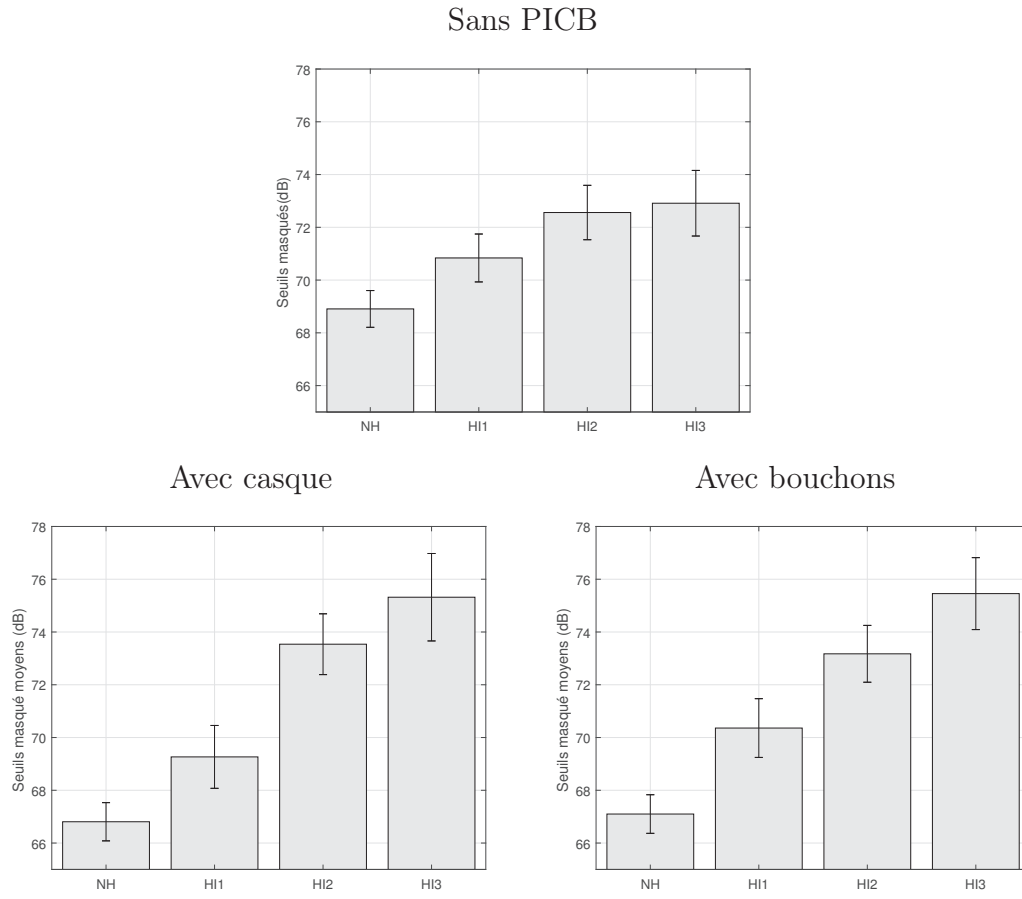 Sans PICB
78
76
74
72
70
68
66
Seuils masqués(dB)
NH HI1 HI2 HI3
Avec casque
78
76
74
72
70
68
66
Seuils masqué moyens (dB)
NH HI1 HI2 HI3
Avec bouchons
78
76
74
72
70
68
66
Seuils masqué moyens (dB)
NH HI1 HI2 HI3